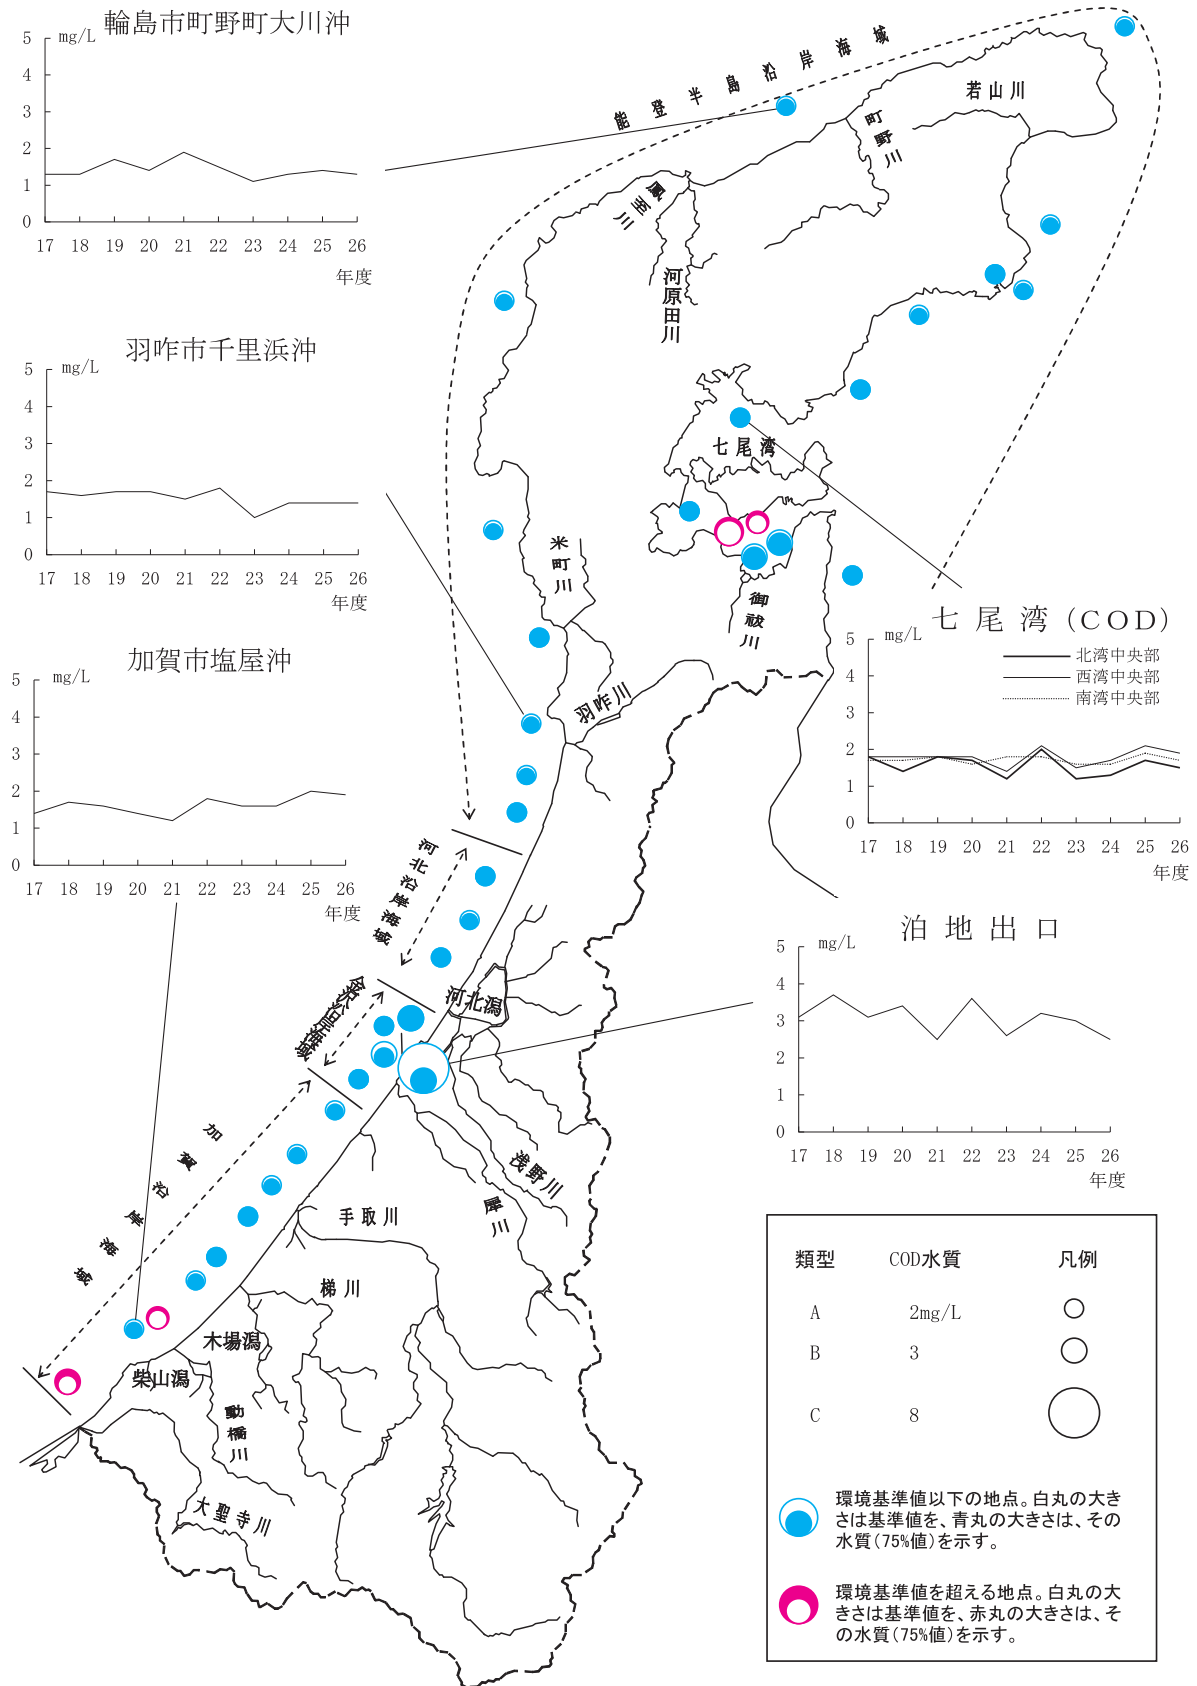 輪島市町野町大川沖
mg/L
5
4
3
2
1
0
17 18 19 20 21 22 23 24 25 26
年度
能登半島沿岸海域
若山川
町野川
鳳至川
河原田川
羽咋市千里浜沖
mg/L
5
4
3
2
1
0
17 18 19 20 21 22 23 24 25 26
年度
七尾湾
米町川
御祓川
羽咋川
加賀市塩屋沖
mg/L
5
4
3
2
1
0
17 18 19 20 21 22 23 24 25 26
年度
七尾湾(COD)
mg/L
北湾中央部
西湾中央部
南湾中央部
5
4
3
2
1
0
17 18 19 20 21 22 23 24 25 26
年度
河北沿岸海域
金沢沿岸海域
河北潟
泊地出口
mg/L
5
4
3
2
1
0
17 18 19 20 21 22 23 24 25 26
年度
加賀沿岸海域
浅野川
犀川
手取川
梯川
木場潟
柴山潟
動橋川
大聖寺川
類型 COD水質 凡例
A 2mg/L
B 3
C 8
環境基準値以下の地点。白丸の大き
さは基準値を、青丸の大きさは、その
水質(75%値)を示す。
環境基準値を超える地点。白丸の大
きさは基準値を、赤丸の大きさは、そ
の水質(75%値)を示す。